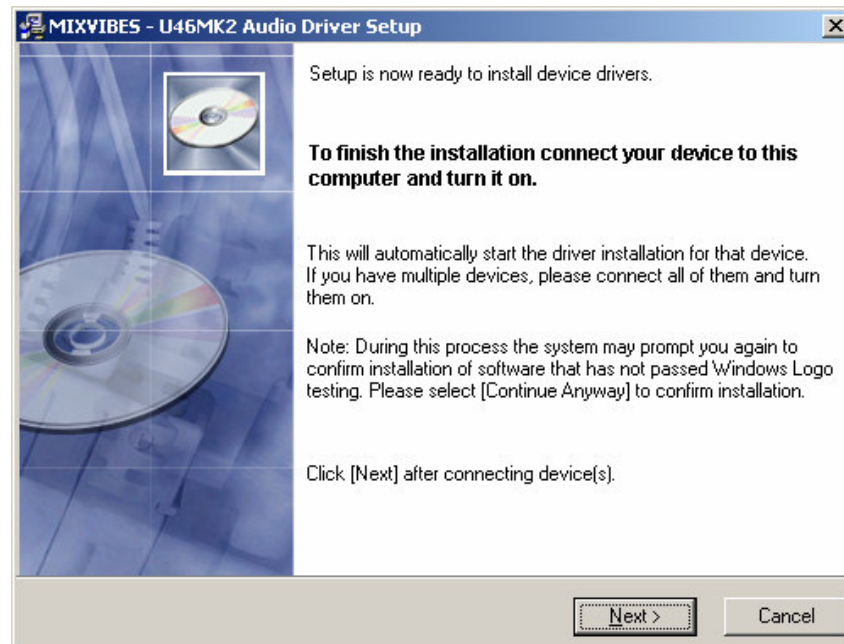 MIXVIBES - U46MK2 Audio Driver Setup
Setup is now ready to install device drivers.
To finish the installation connect your device to this
computer and turn it on.
This will automatically start the driver installation for that device.
If you have multiple devices, please connect all of them and turn
them on.
Note: During this process the system may prompt you again to
confirm installation of software that has not passed Windows Logo
testing. Please select [Continue Anyway] to confirm installation.
Click [Next] after connecting device(s).
Next >
Cancel